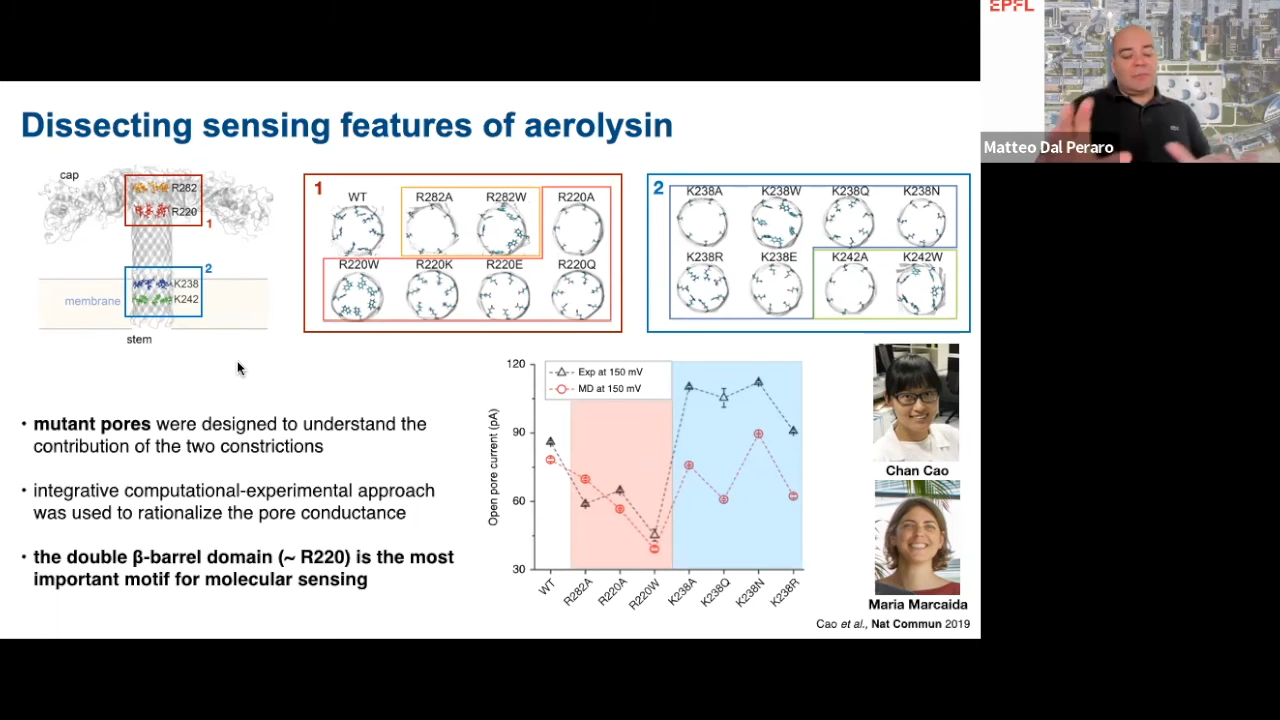 EPFL
Matteo Dal Peraro
Dissecting sensing features of aerolysin
cap
R282
R220
1
2
K238
K242
membrane
stem
1
WT
R282A
R282W
R220A
R220W
R220K
R220E
R220Q
2
K238A
K238W
K238Q
K238N
K238R
K238E
K242A
K242W
• mutant pores were designed to understand the
contribution of the two constrictions
• integrative computational-experimental approach
was used to rationalize the pore conductance
• the double β-barrel domain (~ R220) is the most
important motif for molecular sensing
Open pore current (pA)
120
90
60
30
Exp at 150 mV
MD at 150 mV
WT
R282A
R220A
R220W
K238A
K238Q
K238N
K238R
Chan Cao
Maria Marcaida
Cao et al., Nat Commun 2019